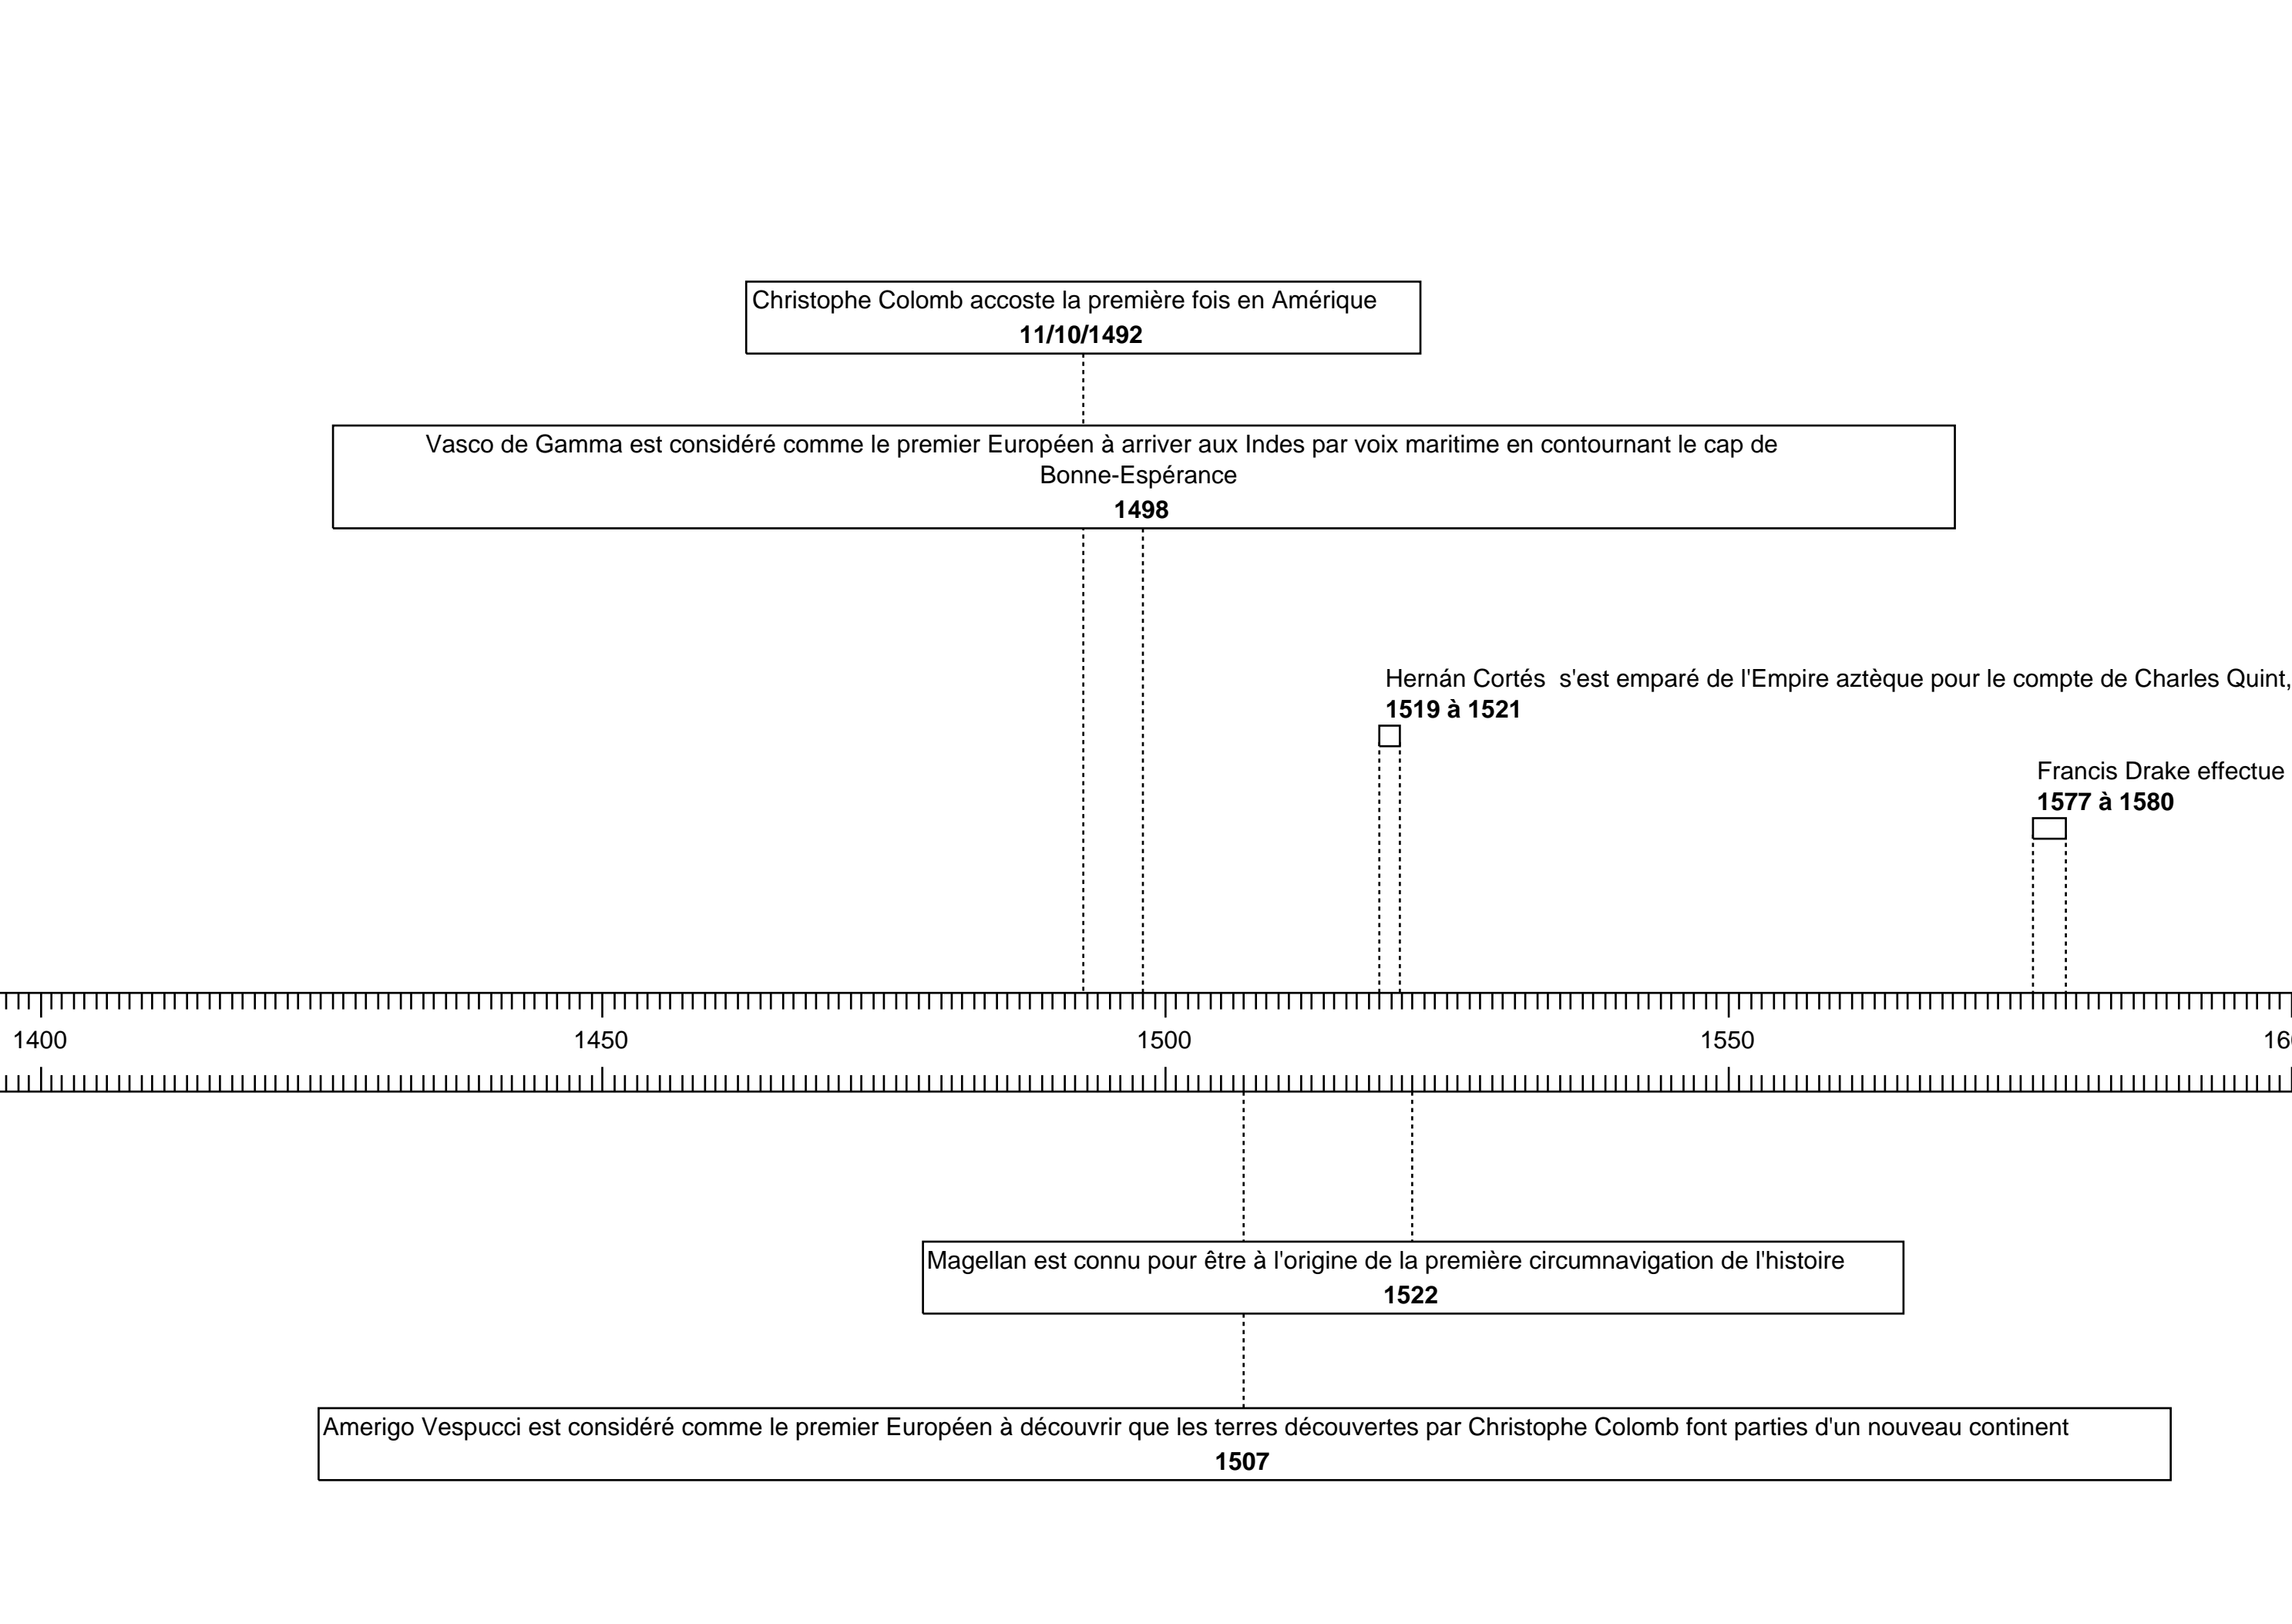 Christophe Colomb accoste la première fois en Amérique
11/10/1492
Vasco de Gamma est considéré comme le premier Européen à arriver aux Indes par voix maritime en contournant le cap de
Bonne-Espérance
1498
Hernán Cortés  s'est emparé de l'Empire aztèque pour le compte de Charles Quint,
1519 à 1521
Francis Drake effectue
1577 à 1580
1400 1450 1500 1550
Magellan est connu pour être à l'origine de la première circumnavigation de l'histoire
1522
Amerigo Vespucci est considéré comme le premier Européen à découvrir que les terres découvertes par Christophe Colomb font parties d'un nouveau continent
1507